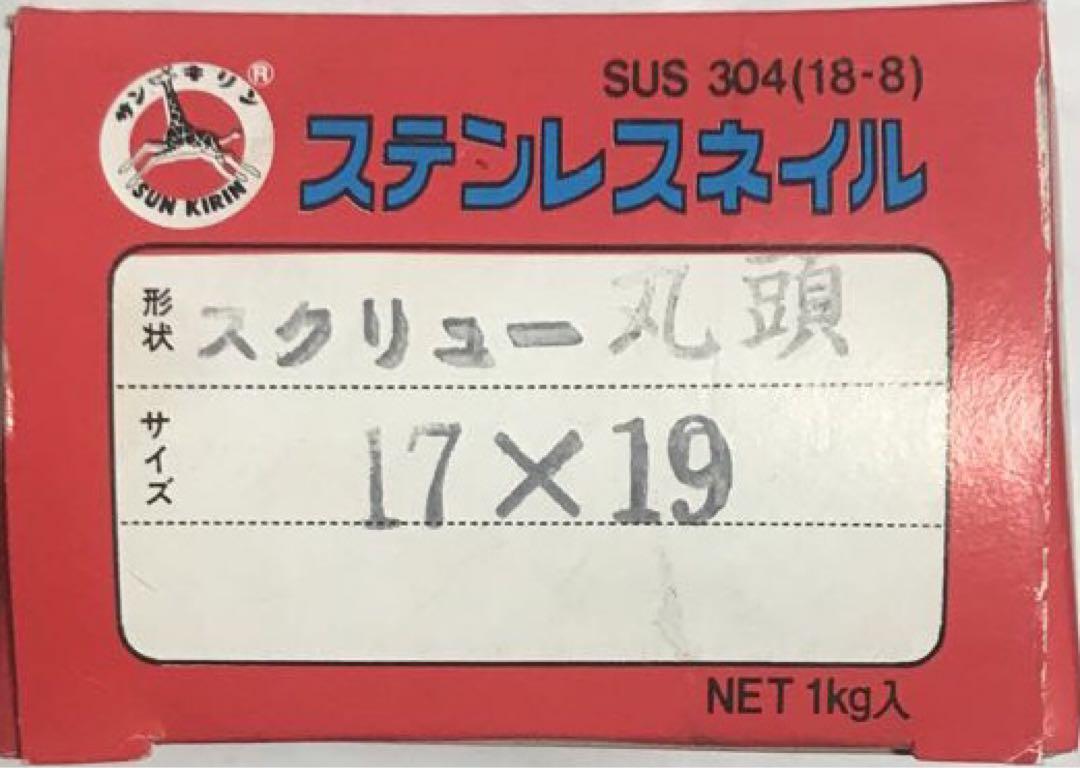 サンキリン®
SUN KIRIN
SUS 304(18-8)
ステンレスネイル
形状 スクリュー丸頭
サイズ 17×19
NET 1kg入